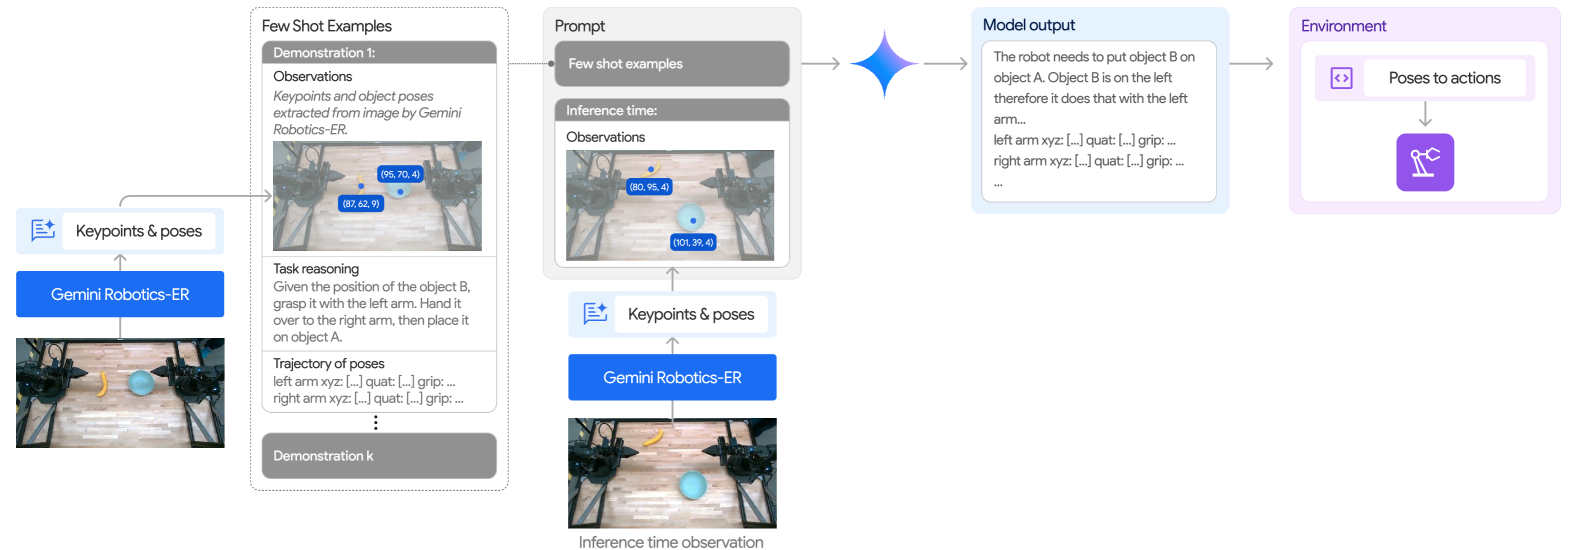 Few Shot Examples
Demonstration 1:
Observations
Keypoints and object poses
extracted from image by Gemini
Robotics-ER.
(95, 70, 4)
(87, 62, 9)
Task reasoning
Given the position of the object B,
grasp it with the left arm. Hand it
over to the right arm, then place it
on object A.
Trajectory of poses
left arm xyz: [...] quat: [...] grip: ...
right arm xyz: [...] quat: [...] grip: ...
Demonstration k
Keypoints & poses
Gemini Robotics-ER
Prompt
Few shot examples
Inference time:
Observations
(80, 95, 4)
(101, 39, 4)
Keypoints & poses
Gemini Robotics-ER
Inference time observation
Model output
The robot needs to put object B on
object A. Object B is on the left
therefore it does that with the left
arm...
left arm xyz: [...] quat: [...] grip: ...
right arm xyz: [...] quat: [...] grip: ...
...
Environment
Poses to actions